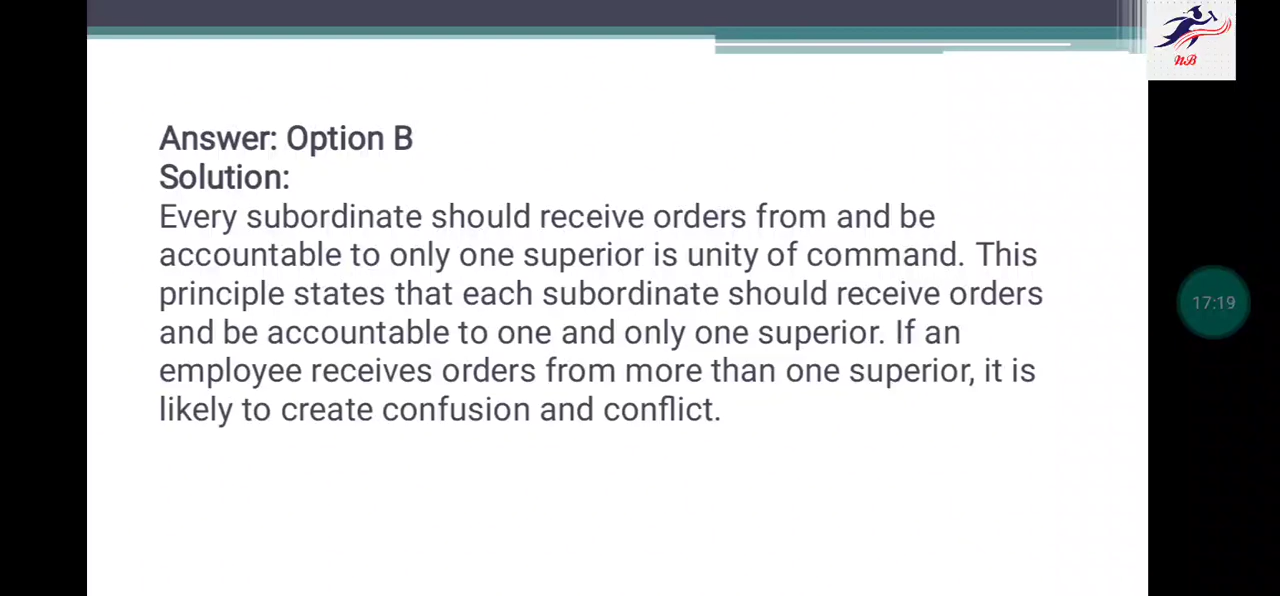 NB
Answer: Option B
Solution:
Every subordinate should receive orders from and be
accountable to only one superior is unity of command. This
principle states that each subordinate should receive orders
and be accountable to one and only one superior. If an
employee receives orders from more than one superior, it is
likely to create confusion and conflict.
17:19